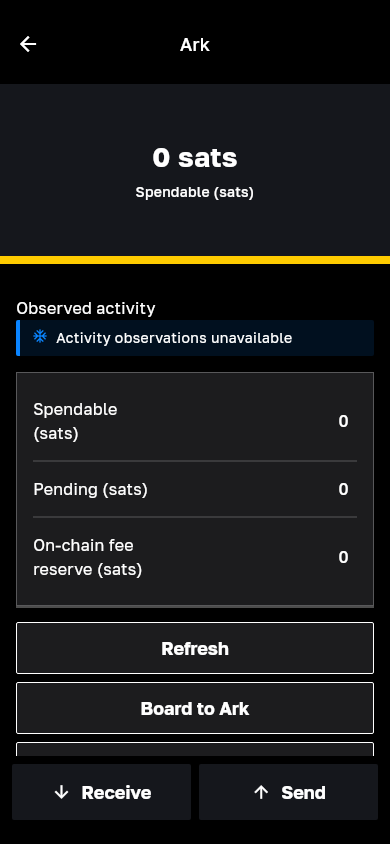 Ark
0 sats
Spendable (sats)
Observed activity
Activity observations unavailable
Spendable
(sats)
0
Pending (sats)
0
On-chain fee
reserve (sats)
0
Refresh
Board to Ark
Receive
Send